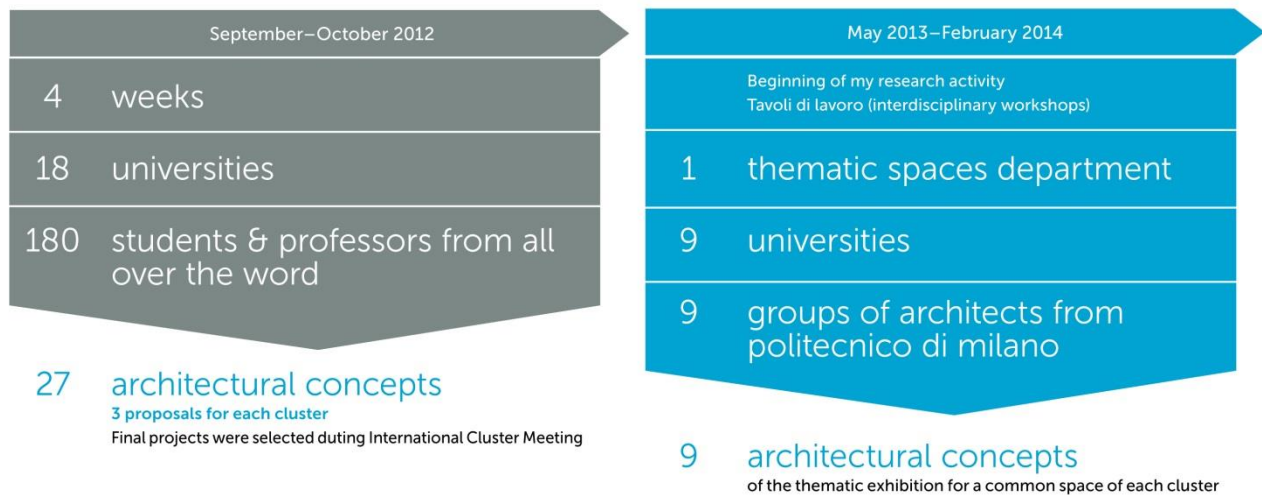 September–October 2012
4 weeks
18 universities
180 students & professors from all
over the word
27 architectural concepts
3 proposals for each cluster
Final projects were selected duting International Cluster Meeting
May 2013–February 2014
Beginning of my research activity
Tavoli di lavoro (interdisciplinary workshops)
1 thematic spaces department
9 universities
9 groups of architects from
politecnico di milano
9 architectural concepts
of the thematic exhibition for a common space of each cluster